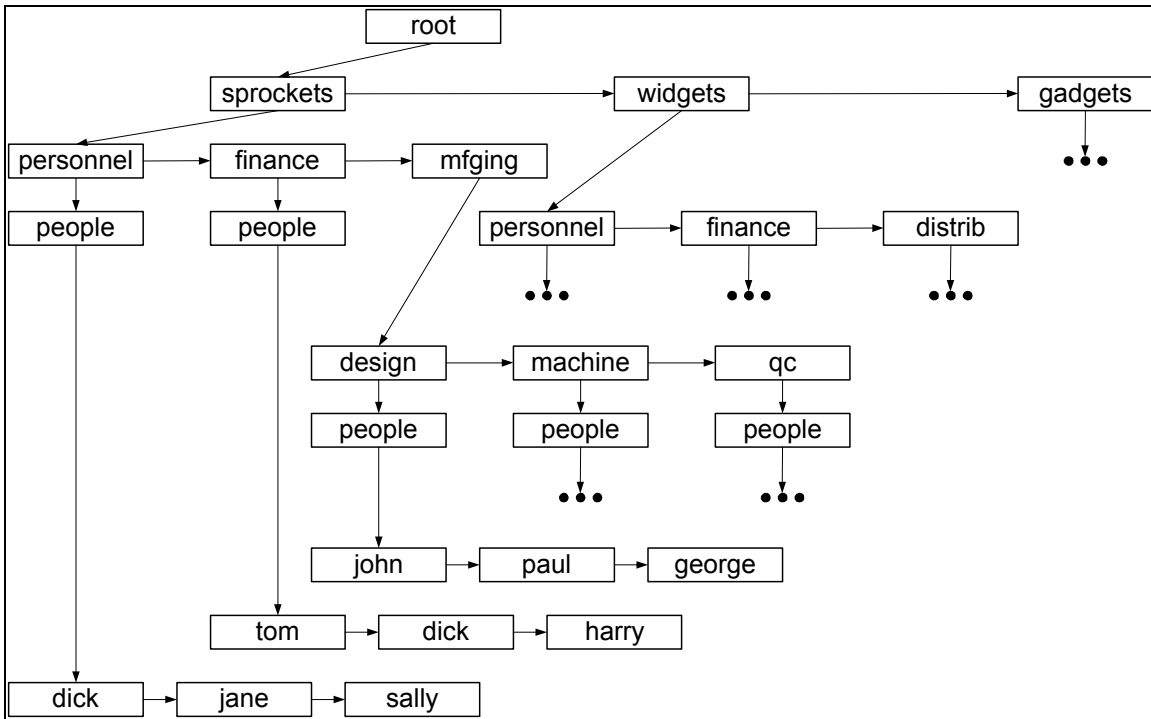 root
sprockets widgets gadgets
personnel finance mfging
people people personnel finance distrib
design machine qc
people people people
john paul george
tom dick harry
dick jane sally